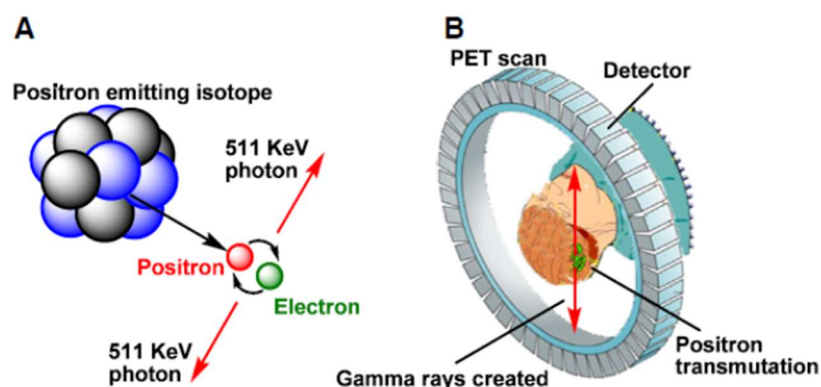 A
Positron emitting isotope
511 KeV
photon
Positron
Electron
511 KeV
photon
B
PET scan
Detector
Positron
transmutation
Gamma rays created